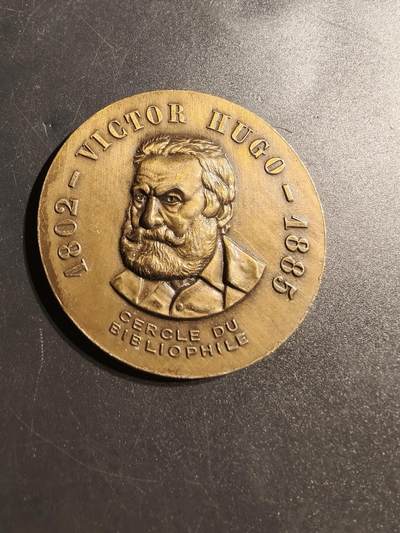 1802 - VICTOR HUGO - 1885
CERCLE DU
BIBLIOPHILE